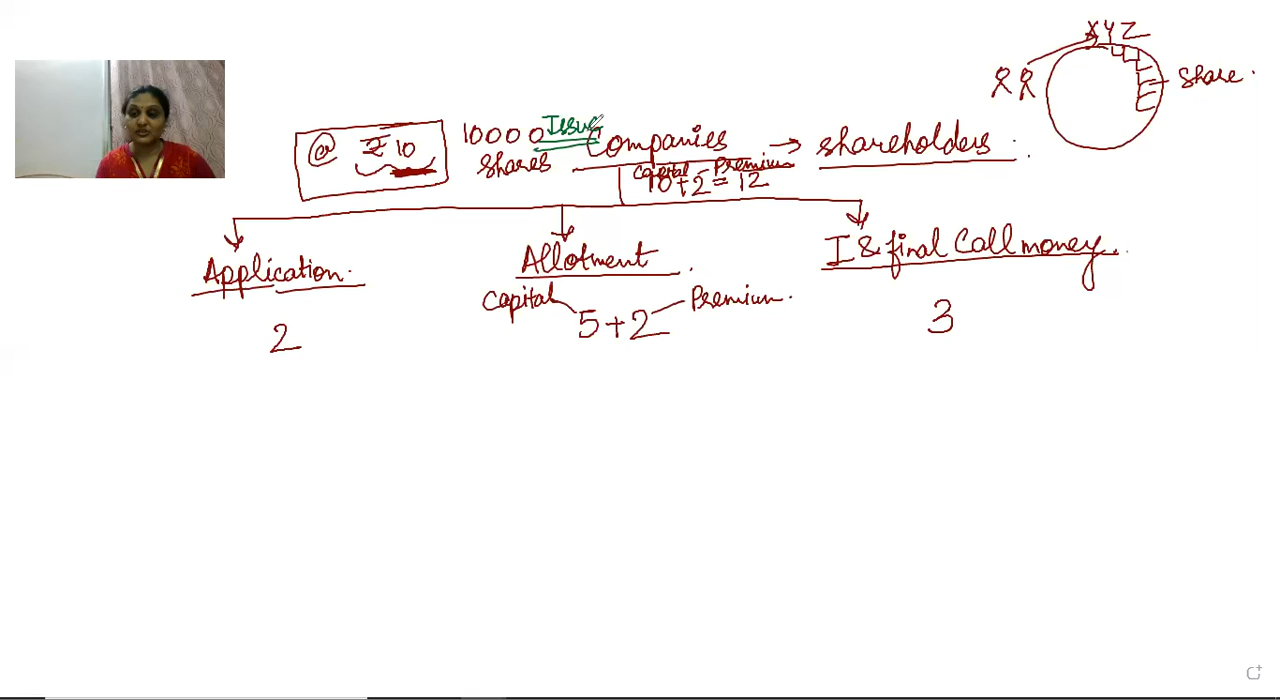 XYZ
Share.
@ ₹10
10000 Issue Companies → shareholders.
shares
Capital Premium
10+2=12
Application.
Allotment.
I & final Call money.
Capital Premium.
2
5+2
3